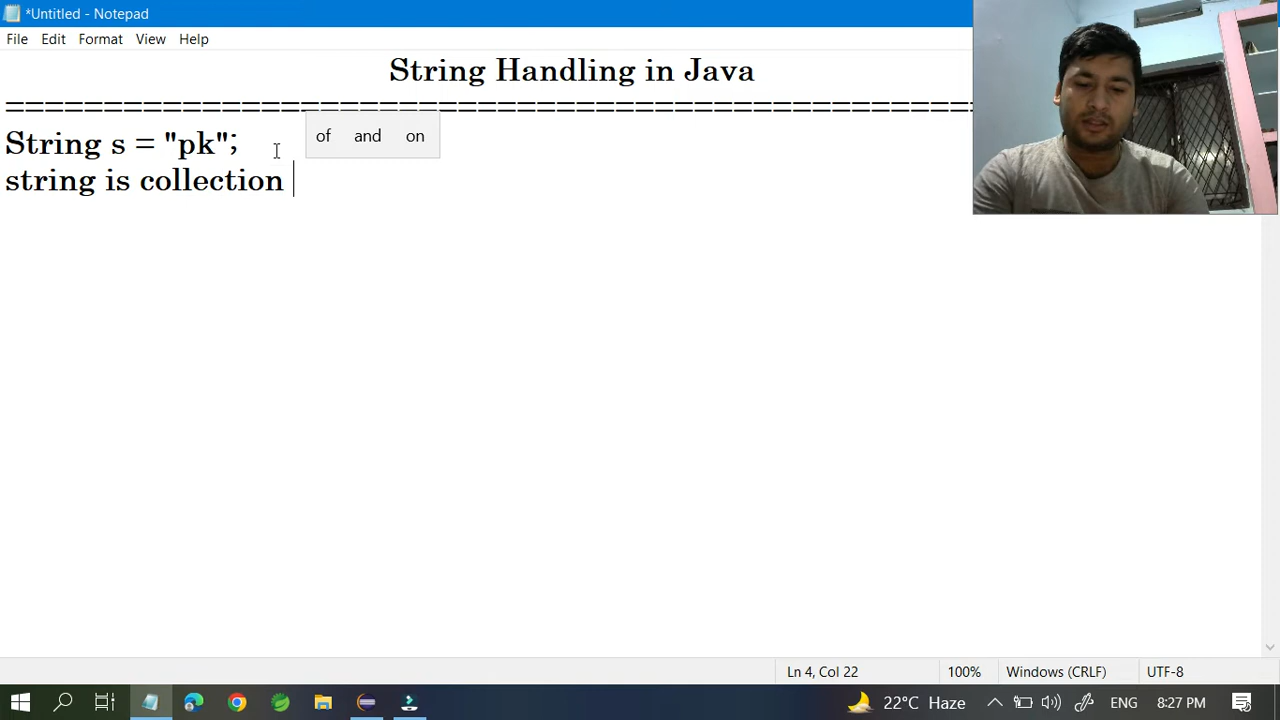 *Untitled - Notepad
File Edit Format View Help
String Handling in Java
==================================================
String s = "pk";
of and on
string is collection
Ln 4, Col 22 100% Windows (CRLF) UTF-8
22°C Haze ENG 8:27 PM